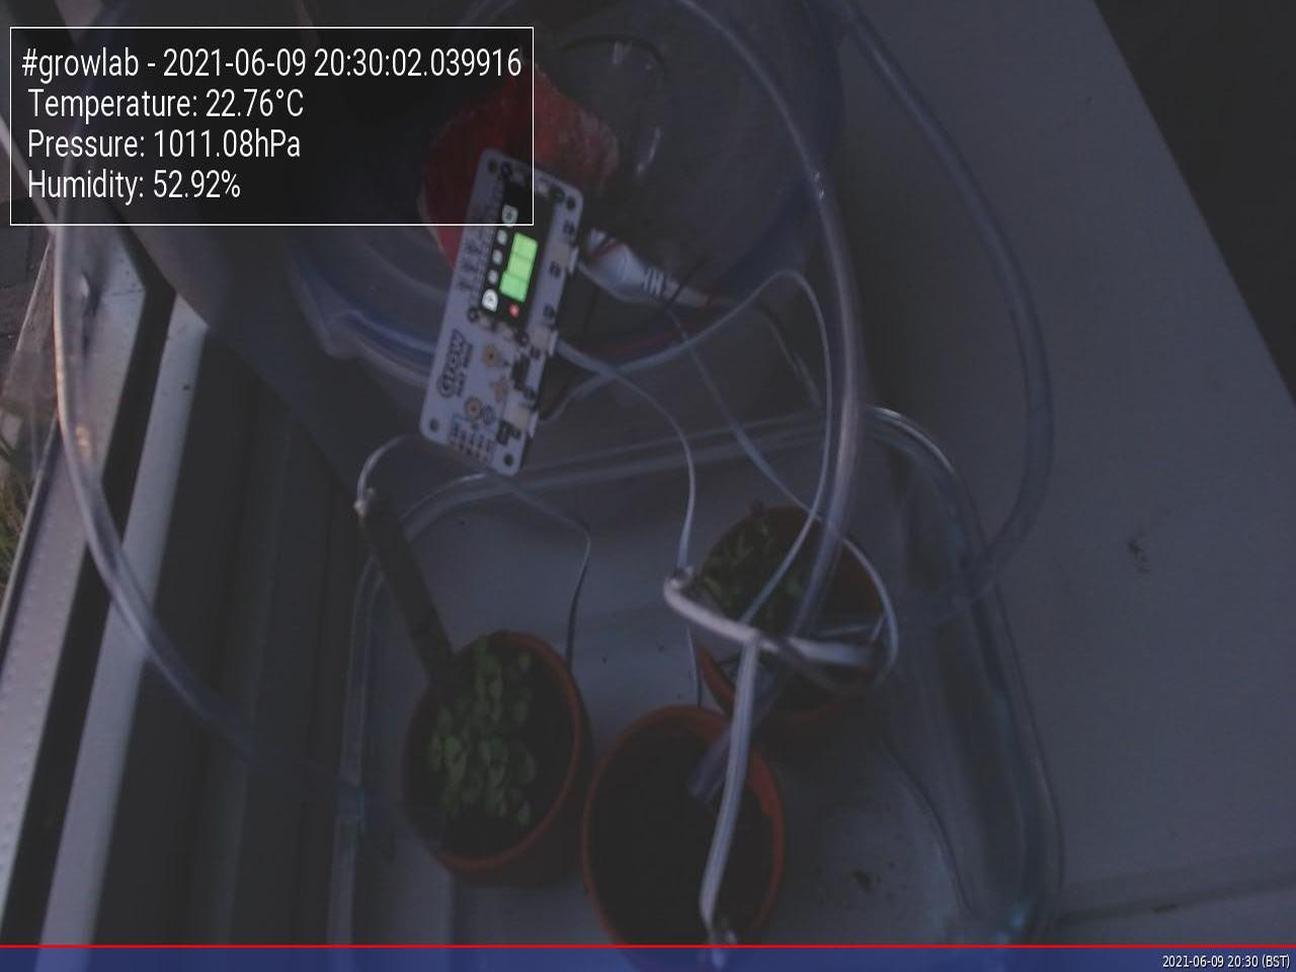 #growlab - 2021-06-09 20:30:02.039916
Temperature: 22.76°C
Pressure: 1011.08hPa
Humidity: 52.92%
GROW
2021-06-09 20:30 (BST)